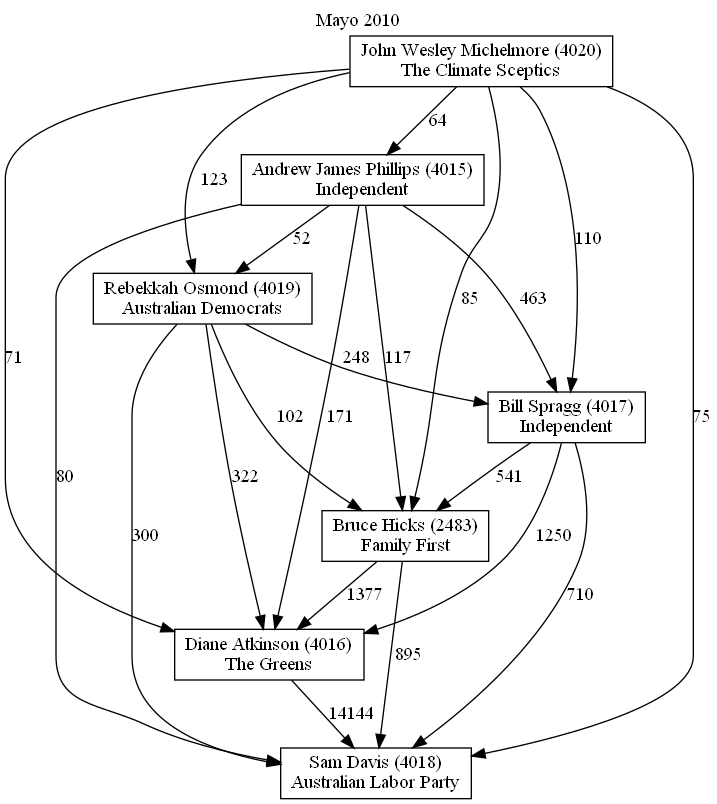 Mayo 2010
John Wesley Michelmore (4020)
The Climate Sceptics
64
Andrew James Phillips (4015)
Independent
123
52
110
Rebekkah Osmond (4019)
Australian Democrats
85
463
71
248
117
Bill Spragg (4017)
Independent
102
171
75
80
322
541
Bruce Hicks (2483)
Family First
300
1250
1377
710
Diane Atkinson (4016)
The Greens
895
14144
Sam Davis (4018)
Australian Labor Party